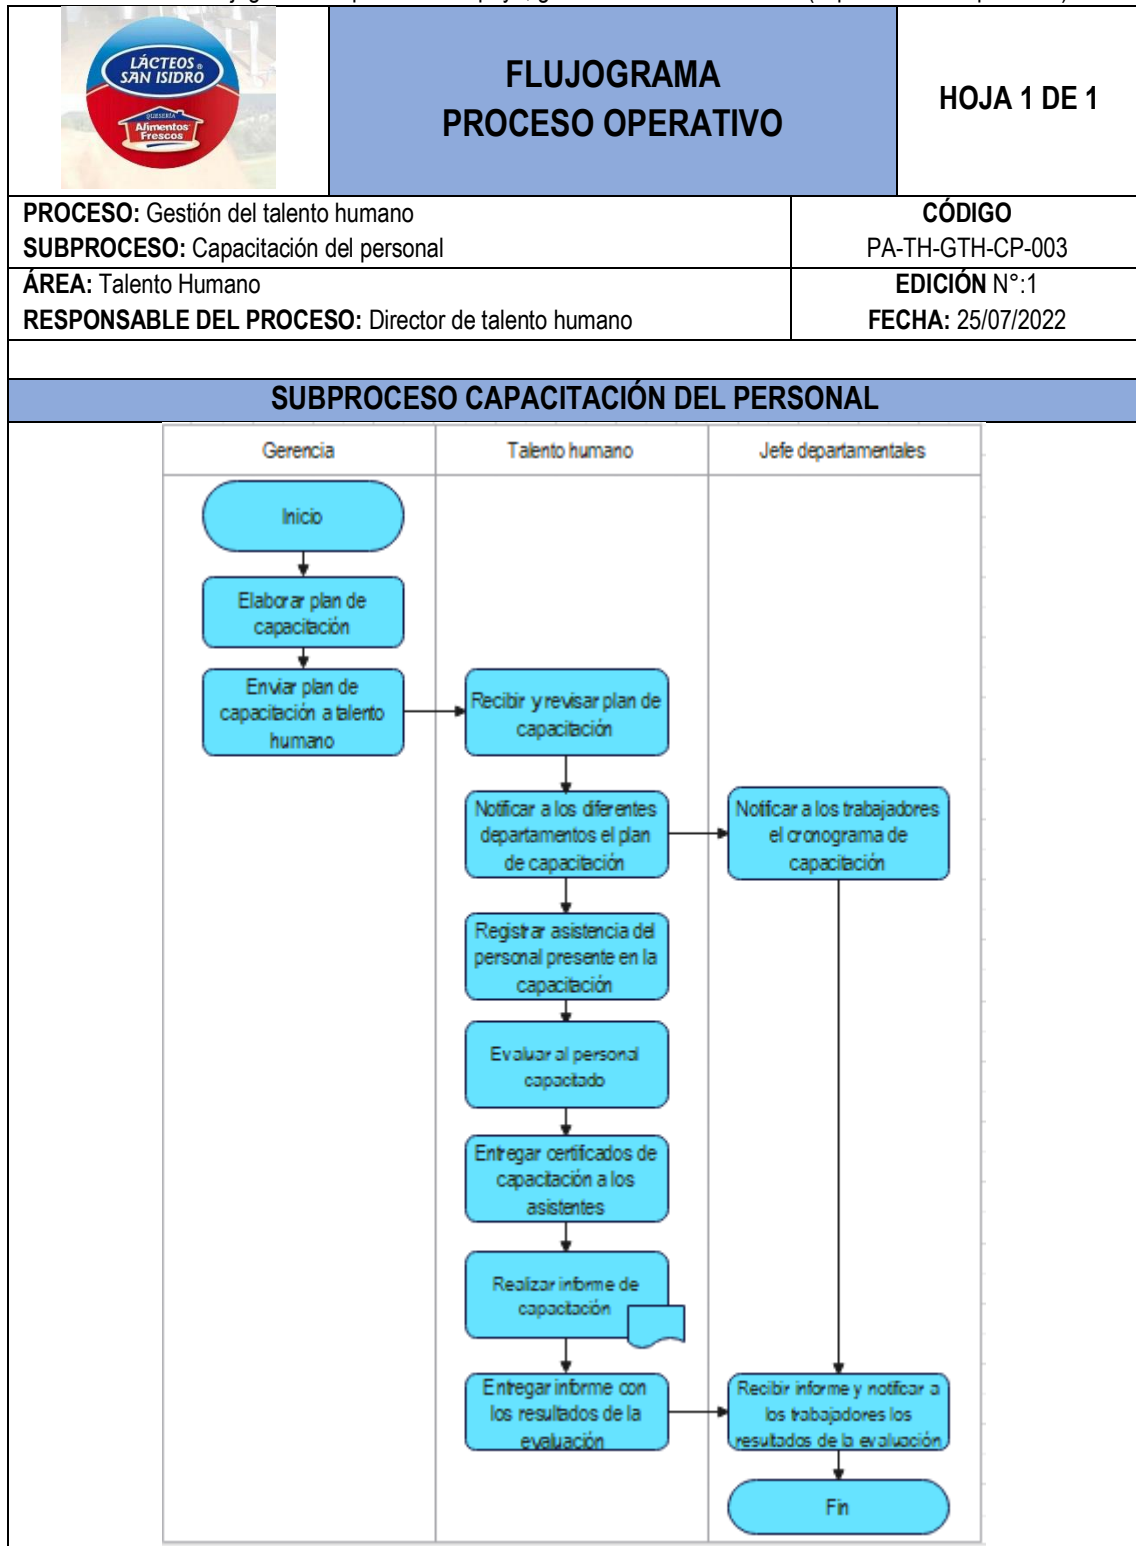 LÁCTEOS
SAN ISIDRO
QUESERÍA
Alimentos
Frescos
FLUJOGRAMA
PROCESO OPERATIVO
HOJA 1 DE 1
PROCESO: Gestión del talento humano
SUBPROCESO: Capacitación del personal
CÓDIGO
PA-TH-GTH-CP-003
ÁREA: Talento Humano
RESPONSABLE DEL PROCESO: Director de talento humano
EDICIÓN N°:1
FECHA: 25/07/2022
SUBPROCESO CAPACITACIÓN DEL PERSONAL
Gerencia
Talento humano
Jefe departamentales
Inicio
Elaborar plan de
capacitación
Enviar plan de
capacitación a talento
humano
Recibir y revisar plan de
capacitación
Notificar a los diferentes
departamentos el plan
de capacitación
Notificar a los trabajadores
el cronograma de
capacitación
Registrar asistencia del
personal presente en la
capacitación
Evaluar al personal
capacitado
Entregar certificados de
capacitación a los
asistentes
Realizar informe de
capacitación
Entregar informe con
los resultados de la
evaluación
Recibir informe y notificar a
los trabajadores los
resultados de la evaluación
Fin